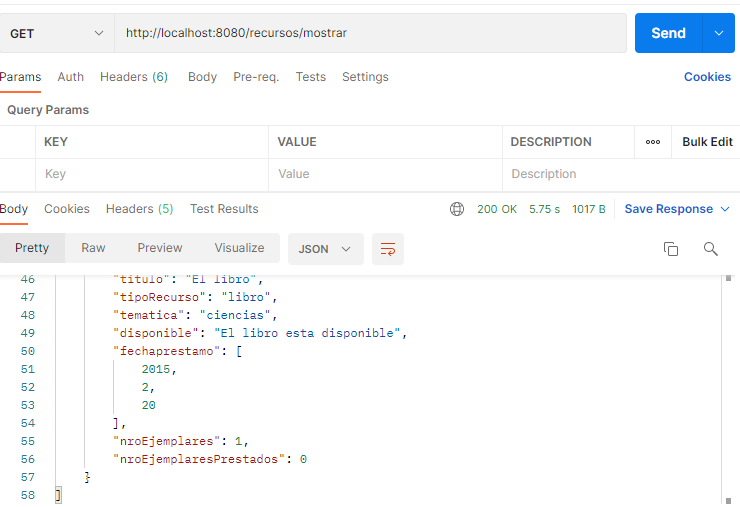 GET http://localhost:8080/recursos/mostrar Send
Params Auth Headers (6) Body Pre-req. Tests Settings Cookies
Query Params
KEY VALUE DESCRIPTION ooo Bulk Edit
Key Value Description
Body Cookies Headers (5) Test Results 200 OK 5.75 s 1017 B Save Response
Pretty Raw Preview Visualize JSON
46 "titulo": "El libro",
47 "tipoRecurso": "libro",
48 "tematica": "ciencias",
49 "disponible": "El libro esta disponible",
50 "fechaprestamo": [
51 2015,
52 2,
53 20
54 ],
55 "nroEjemplares": 1,
56 "nroEjemplaresPrestados": 0
57 }
58 ]